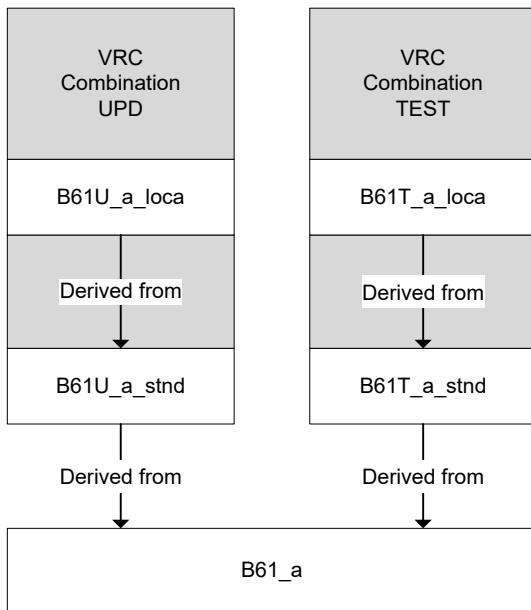 VRC
Combination
UPD
B61U_a_loca
Derived from
B61U_a_stnd
Derived from
VRC
Combination
TEST
B61T_a_loca
Derived from
B61T_a_stnd
Derived from
B61_a